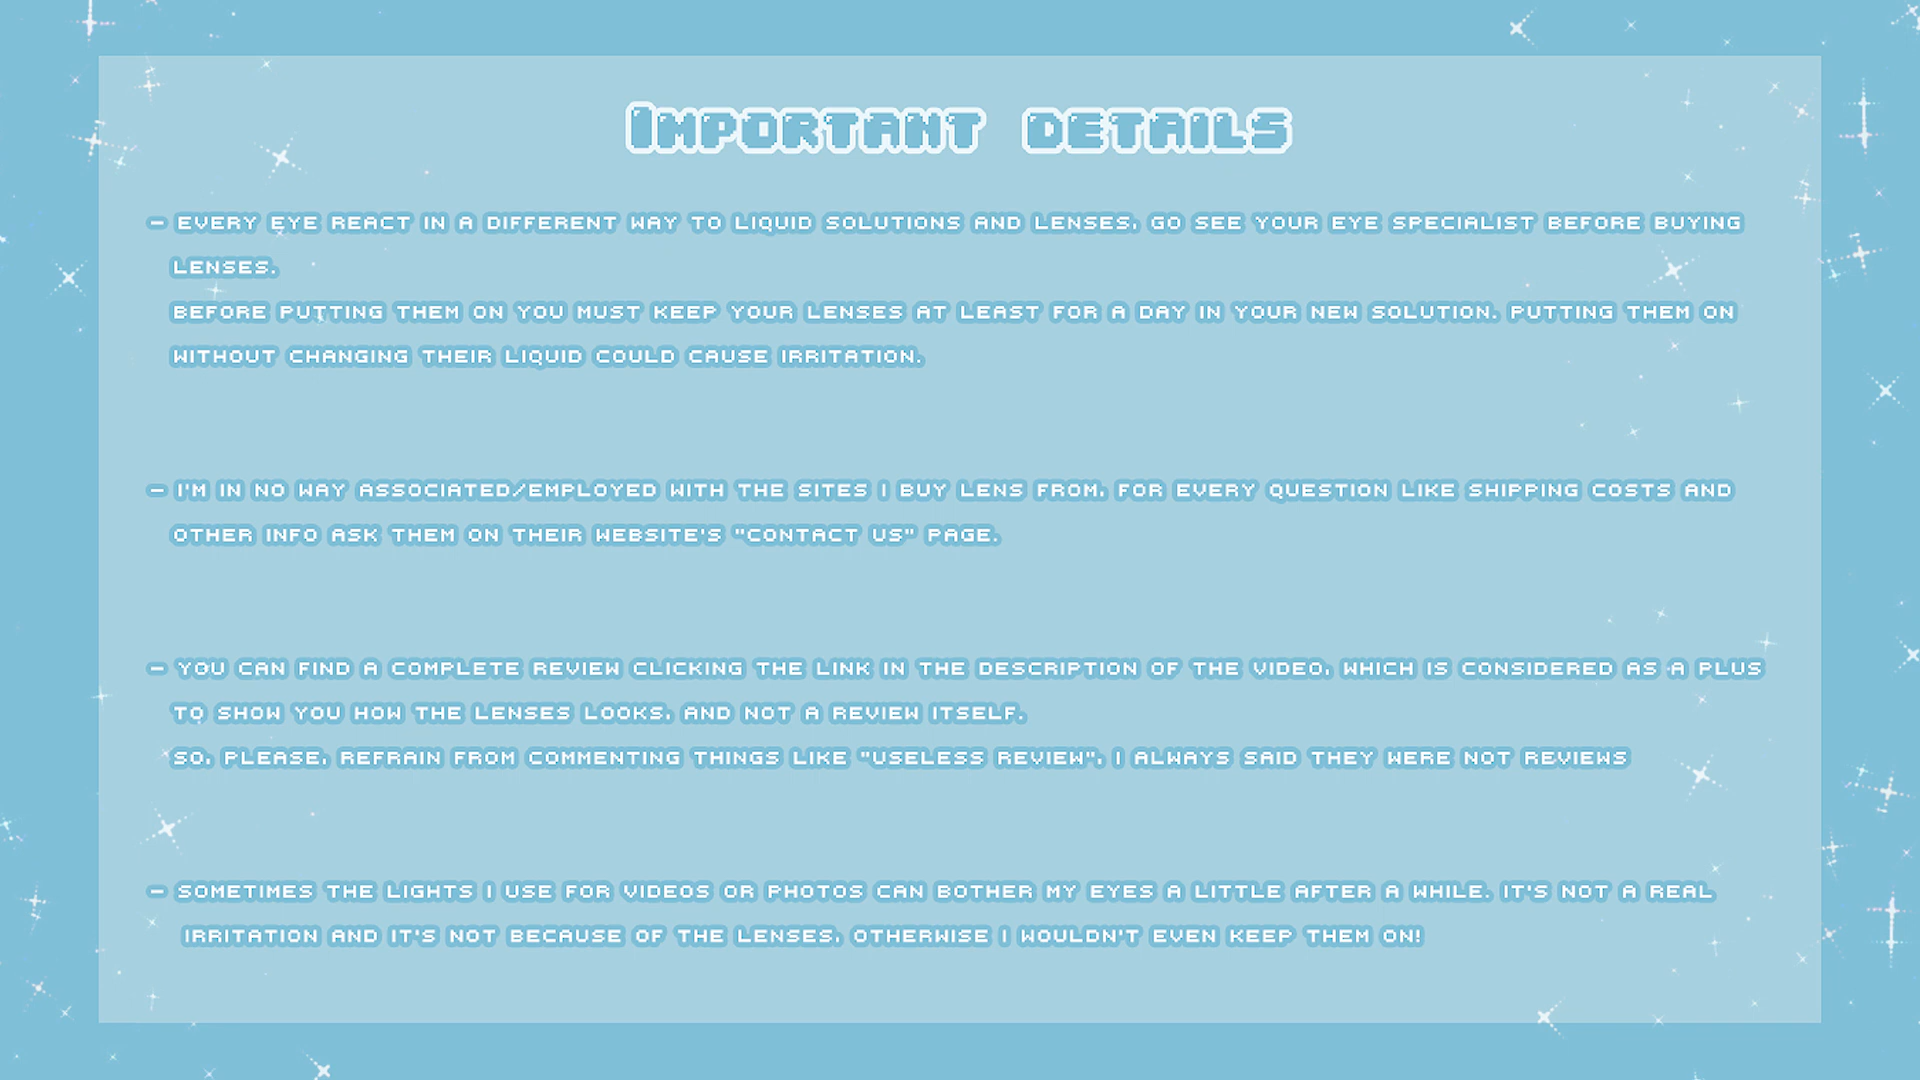 IMPORTANT DETAILS
- EVERY EYE REACT IN A DIFFERENT WAY TO LIQUID SOLUTIONS AND LENSES, GO SEE YOUR EYE SPECIALIST BEFORE BUYING
LENSES.
BEFORE PUTTING THEM ON YOU MUST KEEP YOUR LENSES AT LEAST FOR A DAY IN YOUR NEW SOLUTION. PUTTING THEM ON
WITHOUT CHANGING THEIR LIQUID COULD CAUSE IRRITATION.
- I'M IN NO WAY ASSOCIATED/EMPLOYED WITH THE SITES I BUY LENS FROM, FOR EVERY QUESTION LIKE SHIPPING COSTS AND
OTHER INFO ASK THEM ON THEIR WEBSITE'S "CONTACT US" PAGE.
- YOU CAN FIND A COMPLETE REVIEW CLICKING THE LINK IN THE DESCRIPTION OF THE VIDEO, WHICH IS CONSIDERED AS A PLUS
TO SHOW YOU HOW THE LENSES LOOKS, AND NOT A REVIEW ITSELF.
SO, PLEASE, REFRAIN FROM COMMENTING THINGS LIKE "USELESS REVIEW", I ALWAYS SAID THEY WERE NOT REVIEWS
- SOMETIMES THE LIGHTS I USE FOR VIDEOS OR PHOTOS CAN BOTHER MY EYES A LITTLE AFTER A WHILE. IT'S NOT A REAL
IRRITATION AND IT'S NOT BECAUSE OF THE LENSES, OTHERWISE I WOULDN'T EVEN KEEP THEM ON!